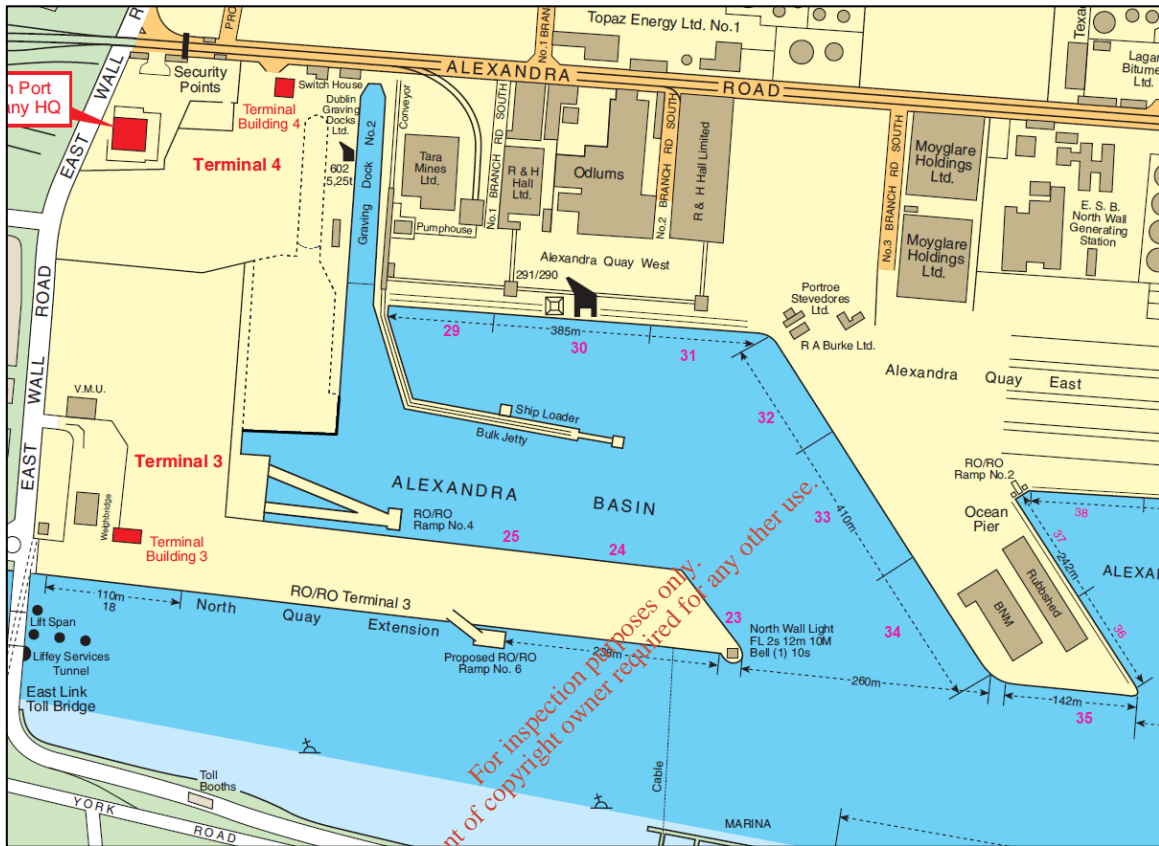 Topaz Energy Ltd. No.1
No.1 BRAN
PRO
Texa
Lagan
Bitume
Ltd.
EAST WALL R
ALEXANDRA ROAD
Security
Points
n Port
any HQ
Terminal
Building 4
Switch House
Dublin
Graving
Docks
Ltd.
Graving Dock No.2
Conveyor
602
5,25t
Terminal 4
Tara
Mines
Ltd.
No.1 BRANCH RD SOUTH
R & H
Hall
Ltd.
Odlums
No.2 BRANCH RD SOUTH
R & H Hall Limited
No.3 BRANCH RD SOUTH
Moyglare
Holdings
Ltd.
Moyglare
Holdings
Ltd.
E. S. B.
North Wall
Generating
Station
Pumphouse
Alexandra Quay West
291/290
Portroe
Stevedores
Ltd.
R A Burke Ltd.
29
385m
30
31
Alexandra Quay East
EAST WALL ROAD
V.M.U.
Ship Loader
Bulk Jetty
32
Terminal 3
ALEXANDRA BASIN
RO/RO
Ramp No.4
25
24
33
410m
RO/RO
Ramp No.2
38
Ocean
Pier
37
242m
36
ALEXAN
Rubbshed
BNM
Weighbridge
Terminal
Building 3
110m
18
RO/RO Terminal 3
North Quay Extension
23
34
North Wall Light
FL 2s 12m 10M
Bell (1) 10s
Lift Span
Liffey Services
Tunnel
Proposed RO/RO
Ramp No. 6
260m
142m
35
East Link
Toll Bridge
Toll
Booths
YORK ROAD
Cable
MARINA
For inspection purposes only.
nt of copyright owner required for any other use.